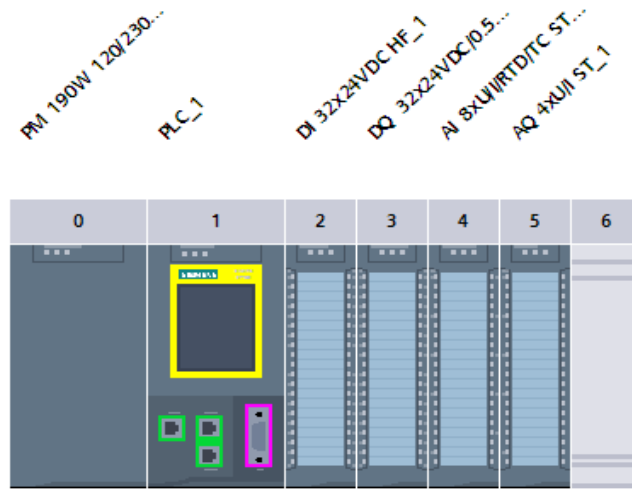 PM 190W 120/230...
PLC_1
DI 32x24VDC HF_1
DQ 32x24VDC/0.5...
AI 8xU/I/RTD/TC ST...
AQ 4xU/I ST_1
0
1
2
3
4
5
6
SIEMENS